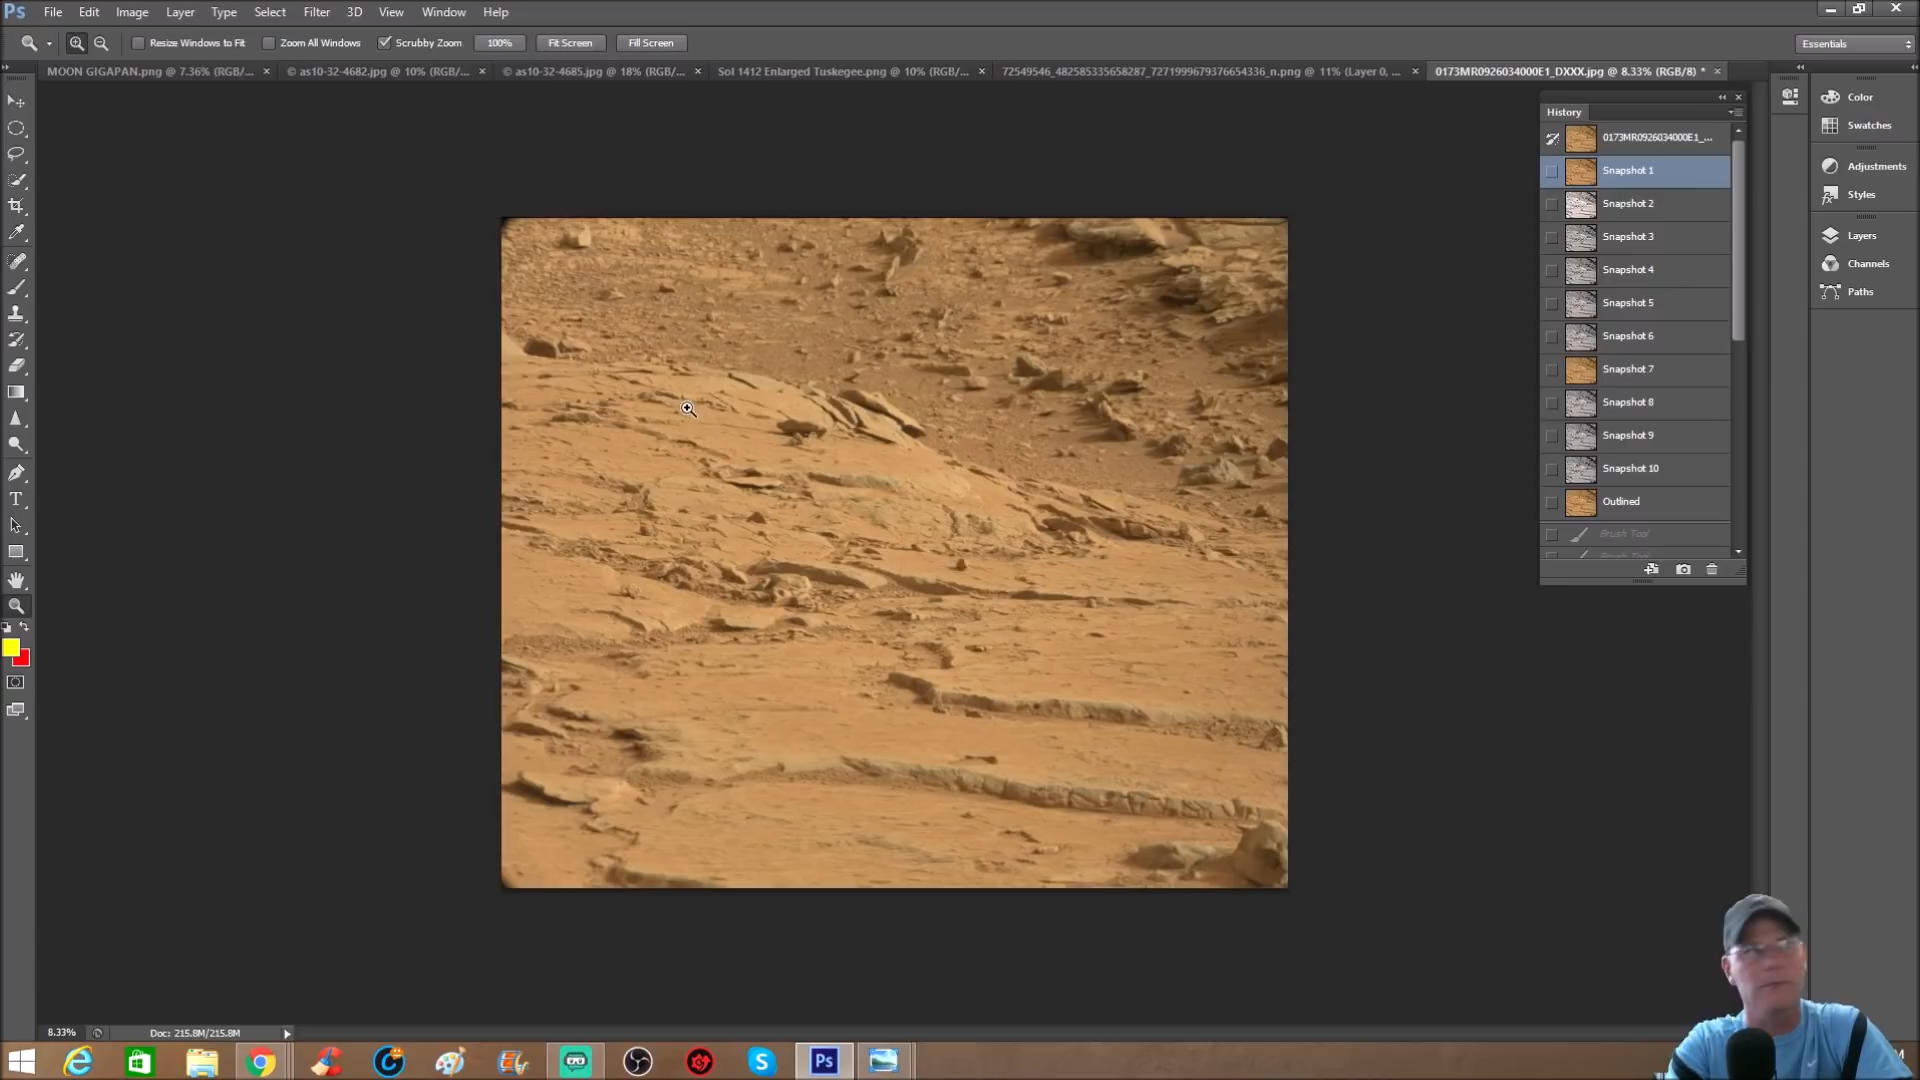 Ps File Edit Image Layer Type Select Filter 3D View Window Help
Resize Windows to Fit Zoom All Windows Scrubby Zoom 100% Fit Screen Fill Screen Essentials
MOON GIGAPAN.png @ 7.36% (RGB/... × © as10-32-4682.jpg @ 10% (RGB/... × © as10-32-4685.jpg @ 18% (RGB/... × Sol 1412 Enlarged Tuskegee.png @ 10% (RGB/... × 72549546_482585335658287_7271999679376654336_n.png @ 11% (Layer 0, ... × 0173MR0926034000E1_DXXX.jpg @ 8.33% (RGB/8) * ×
History
0173MR0926034000E1_...
Snapshot 1
Snapshot 2
Snapshot 3
Snapshot 4
Snapshot 5
Snapshot 6
Snapshot 7
Snapshot 8
Snapshot 9
Snapshot 10
Outlined
Brush Tool
Brush Tool
Color
Swatches
Adjustments
Styles
Layers
Channels
Paths
8.33% Doc: 215.8M/215.8M
Ps